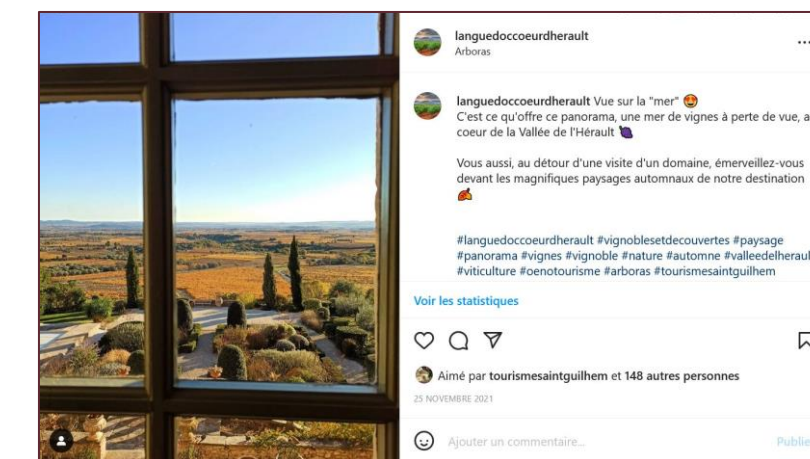 languedoccoeurdherault
Arboras
languedoccoeurdherault Vue sur la "mer" 😍
C'est ce qu'offre ce panorama, une mer de vignes à perte de vue, a
coeur de la Vallée de l'Hérault 🍇
Vous aussi, au détour d'une visite d'un domaine, émerveillez-vous
devant les magnifiques paysages automnaux de notre destination
🍂
#languedoccoeurdherault #vignoblesetdecouvertes #paysage
#panorama #vignes #vignoble #nature #automne #valleedelheraul
#viticulture #oenotourisme #arboras #tourismesaintguilhem
Voir les statistiques
Aimé par tourismesaintguilhem et 148 autres personnes
25 NOVEMBRE 2021
Ajouter un commentaire...
Publie